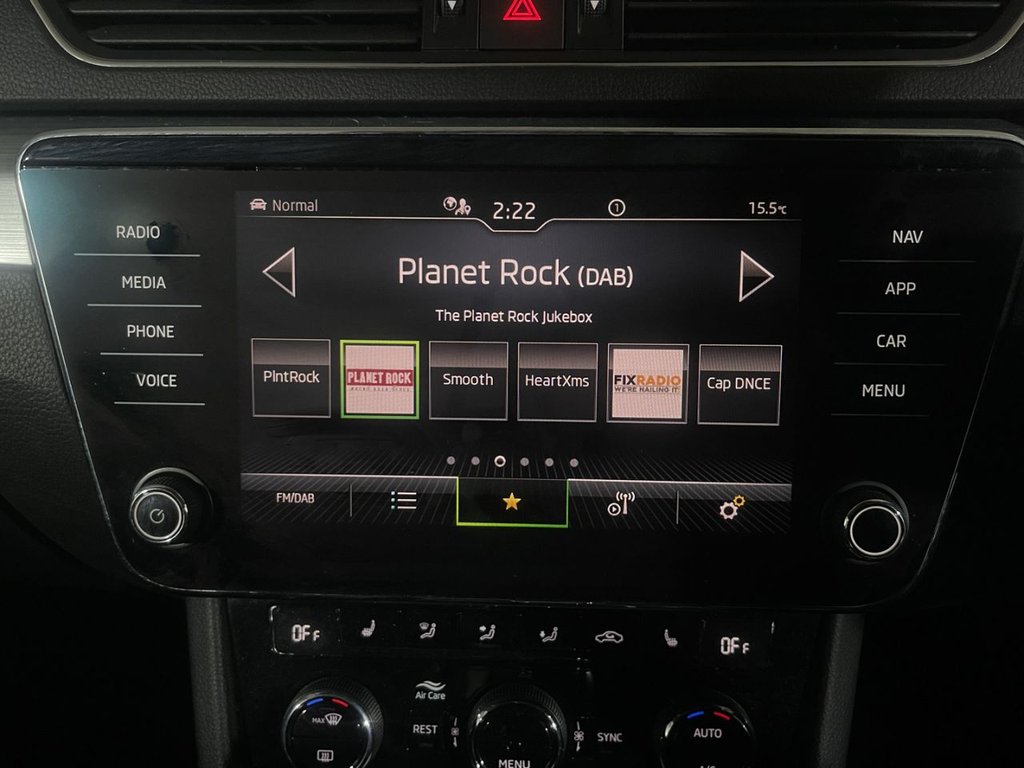 Normal
2:22
1
15.5°C
RADIO
MEDIA
PHONE
VOICE
NAV
APP
CAR
MENU
Planet Rock (DAB)
The Planet Rock Jukebox
PlntRock
PLANET ROCK
Smooth
HeartXms
FIXRADIO
WE'RE NAILING IT
Cap DNCE
FM/DAB
OFF
OFF
Air Care
MAX
REST
MENU
SYNC
AUTO